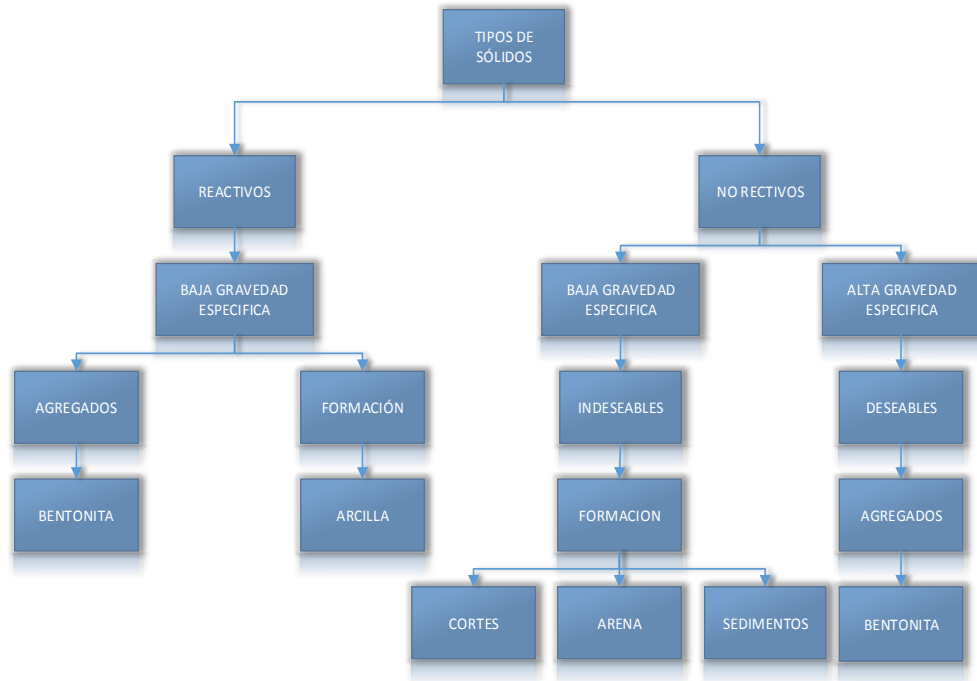 TIPOS DE
SÓLIDOS
REACTIVOS
NO RECTIVOS
BAJA GRAVEDAD
ESPECIFICA
BAJA GRAVEDAD
ESPECIFICA
ALTA GRAVEDAD
ESPECIFICA
AGREGADOS
FORMACIÓN
INDESEABLES
DESEABLES
BENTONITA
ARCILLA
FORMACION
AGREGADOS
CORTES
ARENA
SEDIMENTOS
BENTONITA